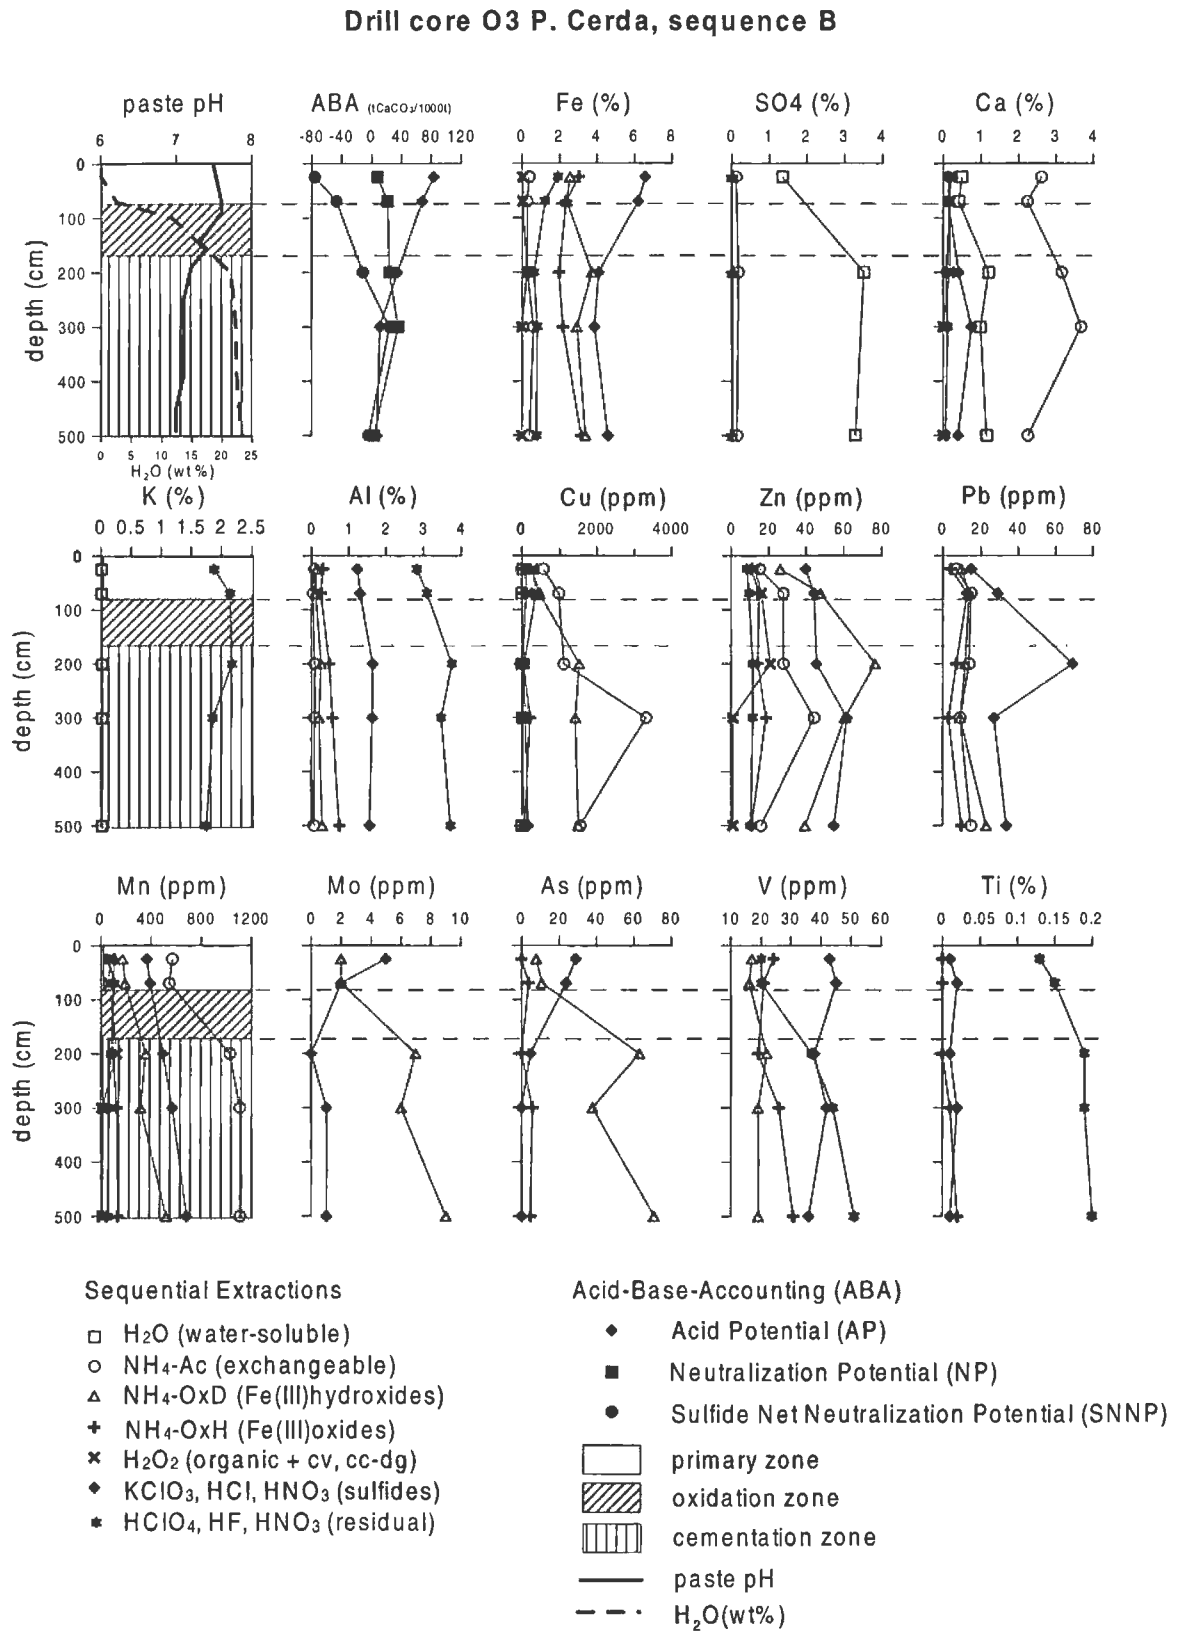 Drill core O3 P. Cerda, sequence B
paste pH ABA (tCaCO3/1000t) Fe (%) SO4 (%) Ca (%)
6 7 8 -80 -40 0 40 80 120 0 2 4 6 8 0 1 2 3 4 0 1 2 3 4
0
100
200
300
400
500
depth (cm)
0 5 10 15 20 25
H2O (wt%)
K (%) Al (%) Cu (ppm) Zn (ppm) Pb (ppm)
0 0.5 1 1.5 2 2.5 0 1 2 3 4 0 2000 4000 0 20 40 60 80 0 20 40 60 80
0
100
200
300
400
500
depth (cm)
Mn (ppm) Mo (ppm) As (ppm) V (ppm) Ti (%)
0 400 800 1200 0 2 4 6 8 10 0 20 40 60 80 10 20 30 40 50 60 0 0.05 0.1 0.15 0.2
0
100
200
300
400
500
depth (cm)
Sequential Extractions
H2O (water-soluble)
NH4-Ac (exchangeable)
NH4-OxD (Fe(III)hydroxides)
NH4-OxH (Fe(III)oxides)
H2O2 (organic + cv, cc-dg)
KClO3, HCl, HNO3 (sulfides)
HClO4, HF, HNO3 (residual)
Acid-Base-Accounting (ABA)
Acid Potential (AP)
Neutralization Potential (NP)
Sulfide Net Neutralization Potential (SNNP)
primary zone
oxidation zone
cementation zone
paste pH
H2O(wt%)